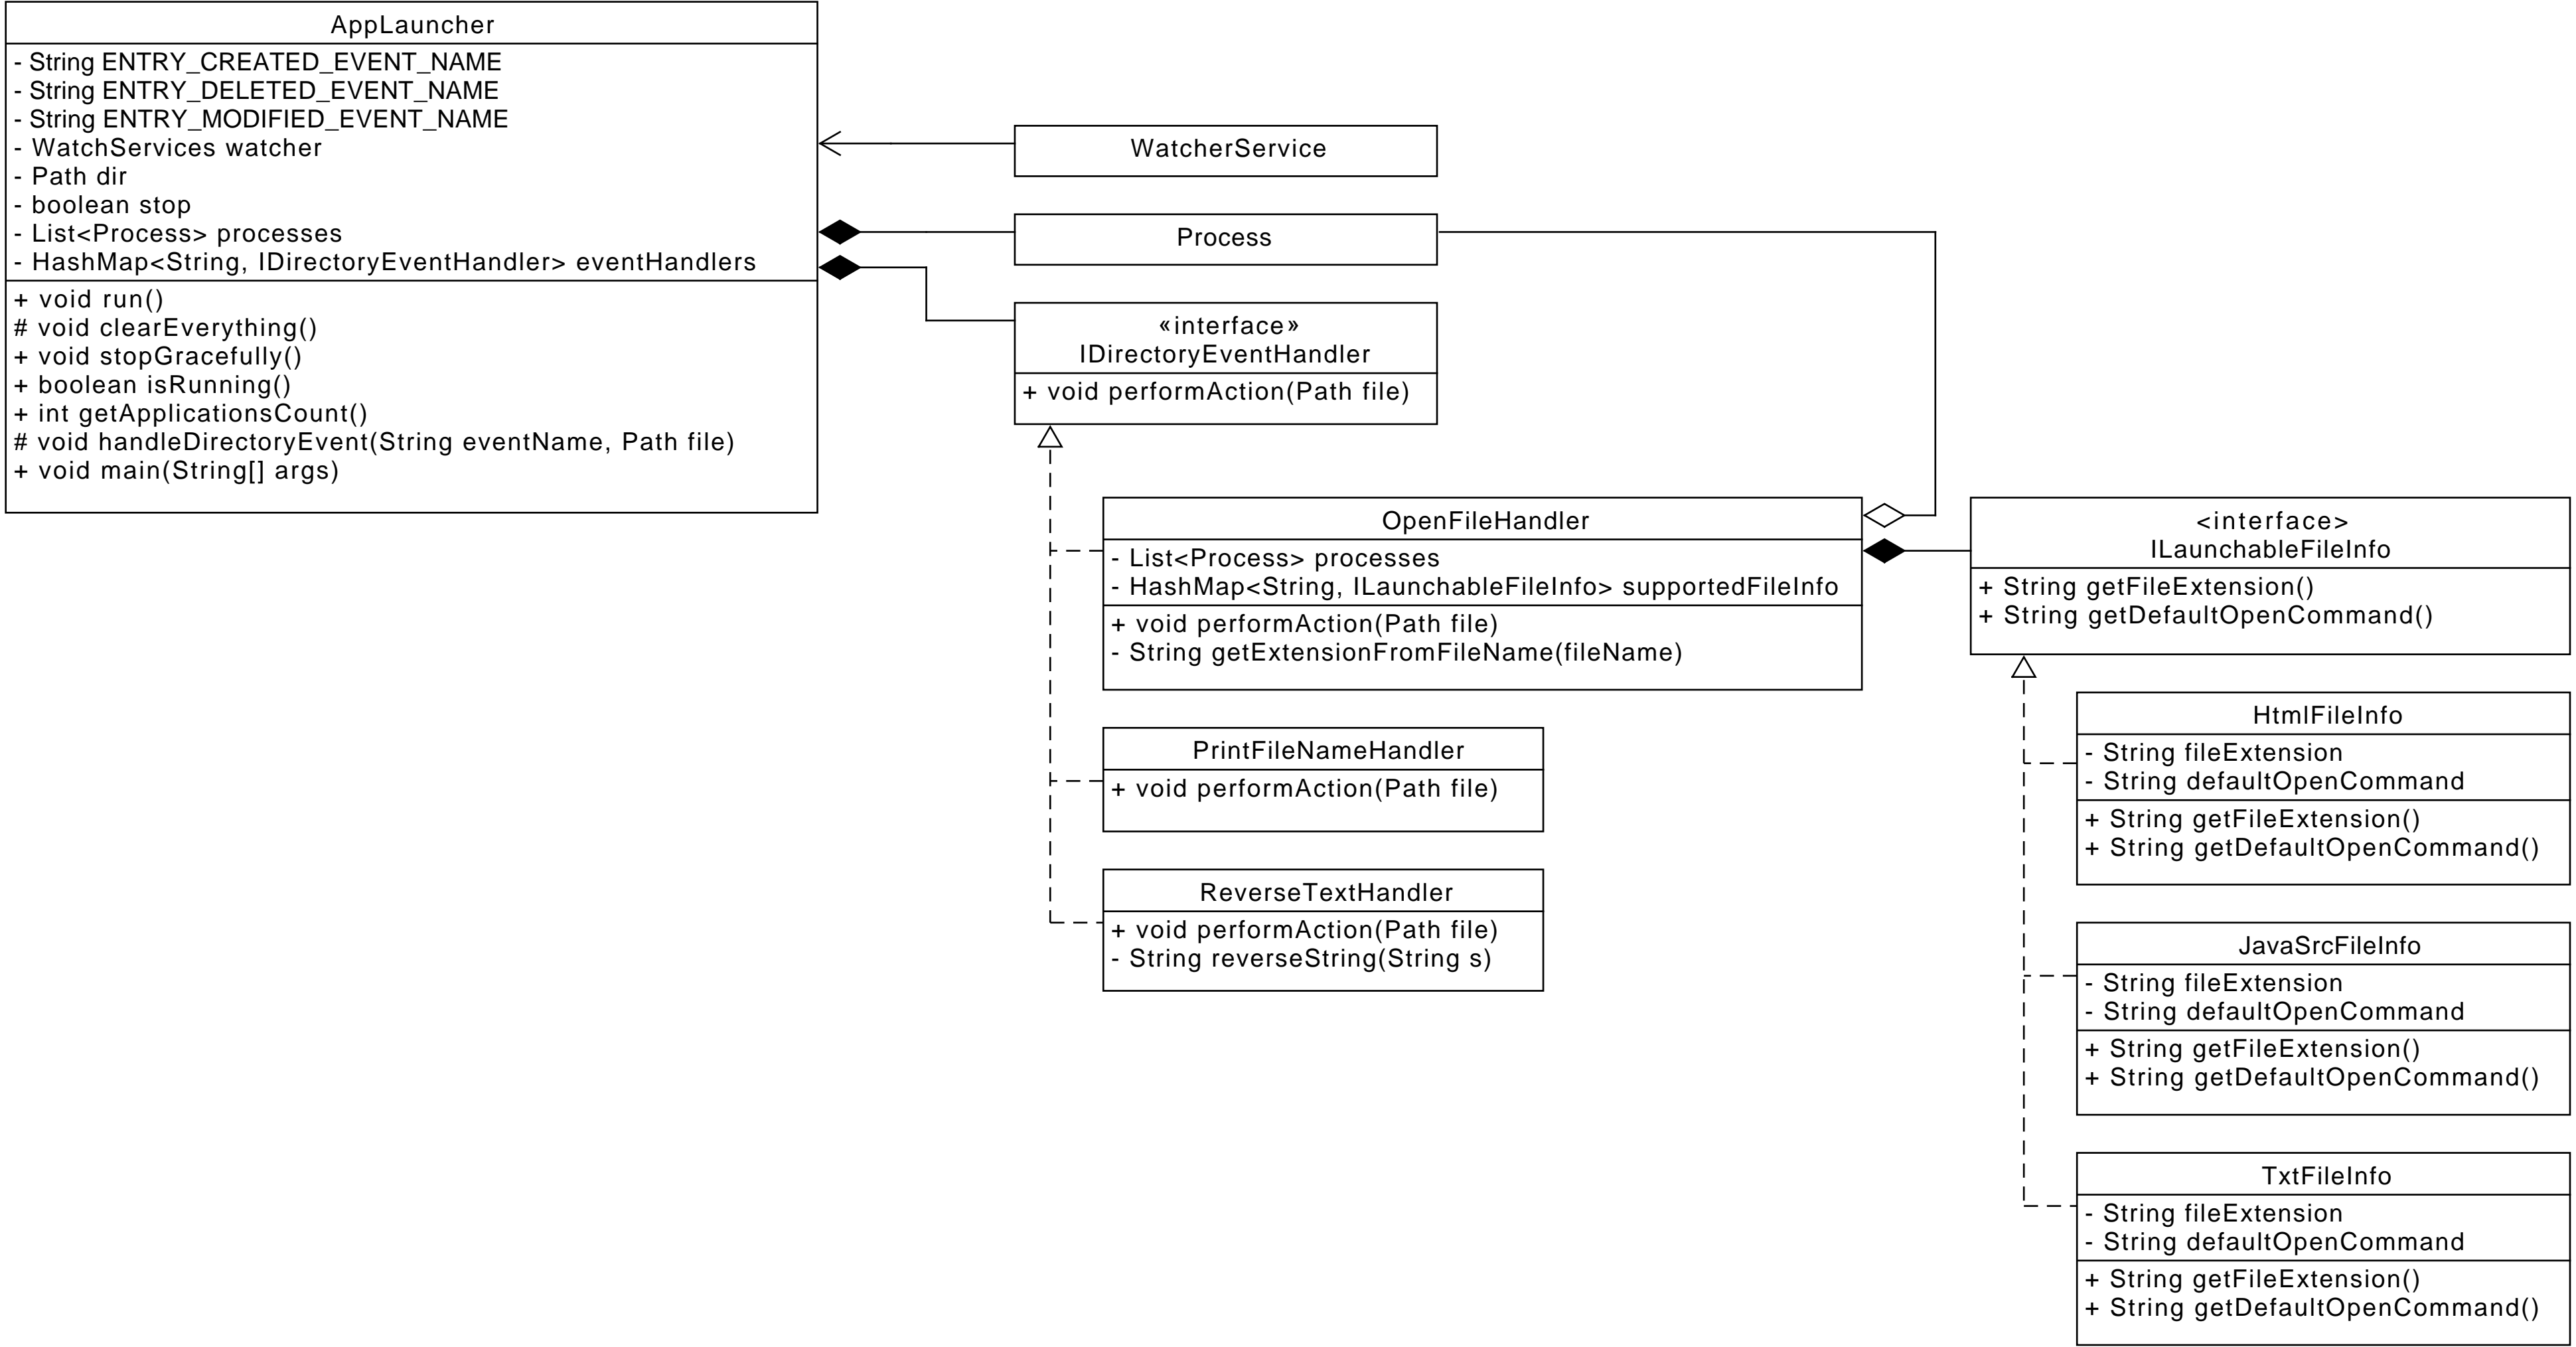 AppLauncher
- String ENTRY_CREATED_EVENT_NAME
- String ENTRY_DELETED_EVENT_NAME
- String ENTRY_MODIFIED_EVENT_NAME
- WatchServices watcher
- Path dir
- boolean stop
- List<Process> processes
- HashMap<String, IDirectoryEventHandler> eventHandlers
+ void run()
# void clearEverything()
+ void stopGracefully()
+ boolean isRunning()
+ int getApplicationsCount()
# void handleDirectoryEvent(String eventName, Path file)
+ void main(String[] args)
WatcherService
Process
«interface»
IDirectoryEventHandler
+ void performAction(Path file)
OpenFileHandler
- List<Process> processes
- HashMap<String, ILaunchableFileInfo> supportedFileInfo
+ void performAction(Path file)
- String getExtensionFromFileName(fileName)
PrintFileNameHandler
+ void performAction(Path file)
ReverseTextHandler
+ void performAction(Path file)
- String reverseString(String s)
<interface>
ILaunchableFileInfo
+ String getFileExtension()
+ String getDefaultOpenCommand()
HtmlFileInfo
- String fileExtension
- String defaultOpenCommand
+ String getFileExtension()
+ String getDefaultOpenCommand()
JavaSrcFileInfo
- String fileExtension
- String defaultOpenCommand
+ String getFileExtension()
+ String getDefaultOpenCommand()
TxtFileInfo
- String fileExtension
- String defaultOpenCommand
+ String getFileExtension()
+ String getDefaultOpenCommand()